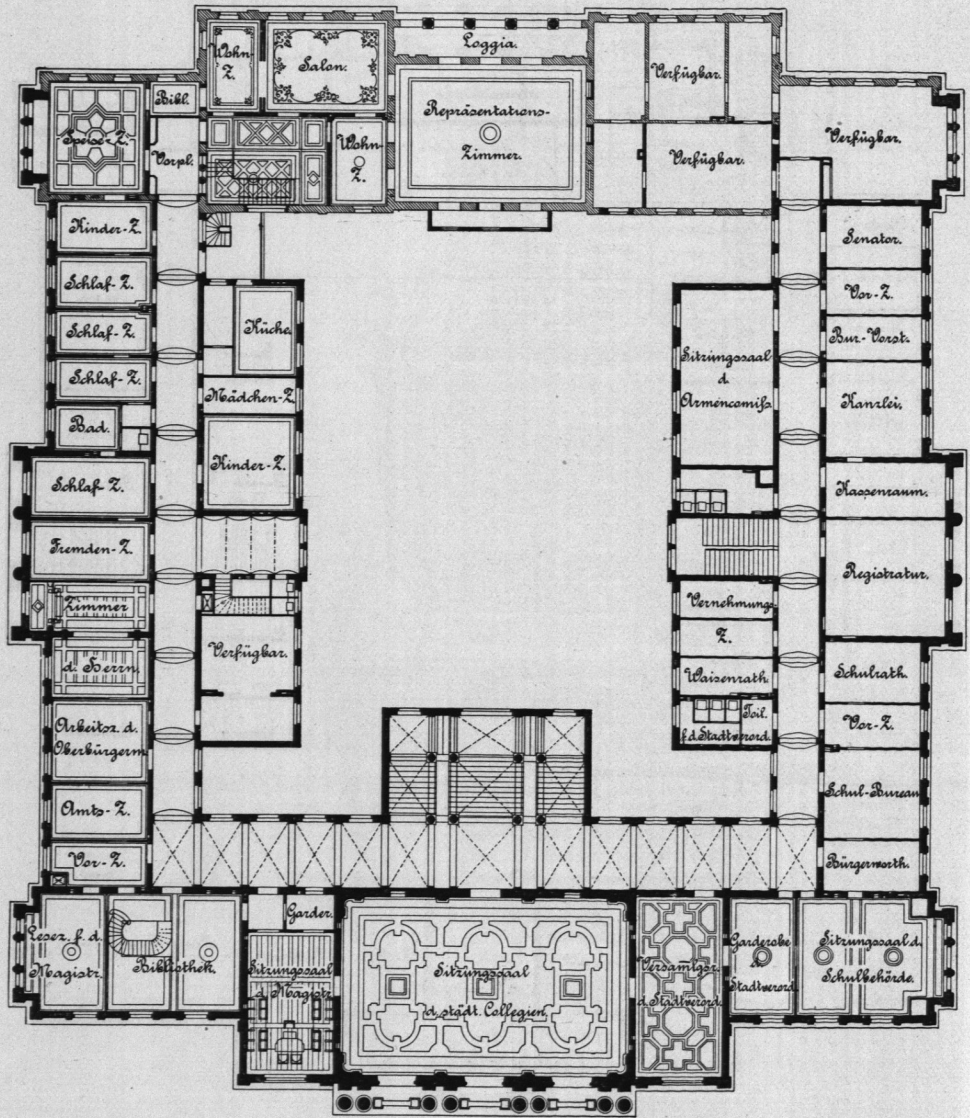 Wohn-
Z.
Salon.
Loggia.
Verfügbar.
Bibl.
Speise-Z.
Vorpl.
Wohn-
Z.
Repräsentations-
Zimmer.
Verfügbar.
Verfügbar.
Kinder-Z.
Schlaf-Z.
Schlaf-Z.
Schlaf-Z.
Bad.
Schlaf-Z.
Fremden-Z.
Zimmer
d. Herrn
Arbeitsz. d.
Oberbürgerm
Amts-Z.
Vor-Z.
Küche.
Mädchen-Z.
Kinder-Z.
Verfügbar.
Sitzungssaal
d.
Armencomiss.
Vernehmungs-
Z.
Waisenrath.
Toil.
f. d. Stadtverord.
Senator.
Vor-Z.
Bur-Vorst.
Kanzlei.
Kassenraum.
Registratur.
Schulrath.
Vor-Z.
Schul-Bureau
Bürgerworth.
Lesez. f. d.
Magistr.
Bibliothek.
Garder.
Sitzungssaal
d. Magistr.
Sitzungssaal
d. städt. Collegien.
Versamlgsr.
d. Stadtverord.
Garderobe
Stadtverord.
Sitzungssaal d.
Schulbehörde.